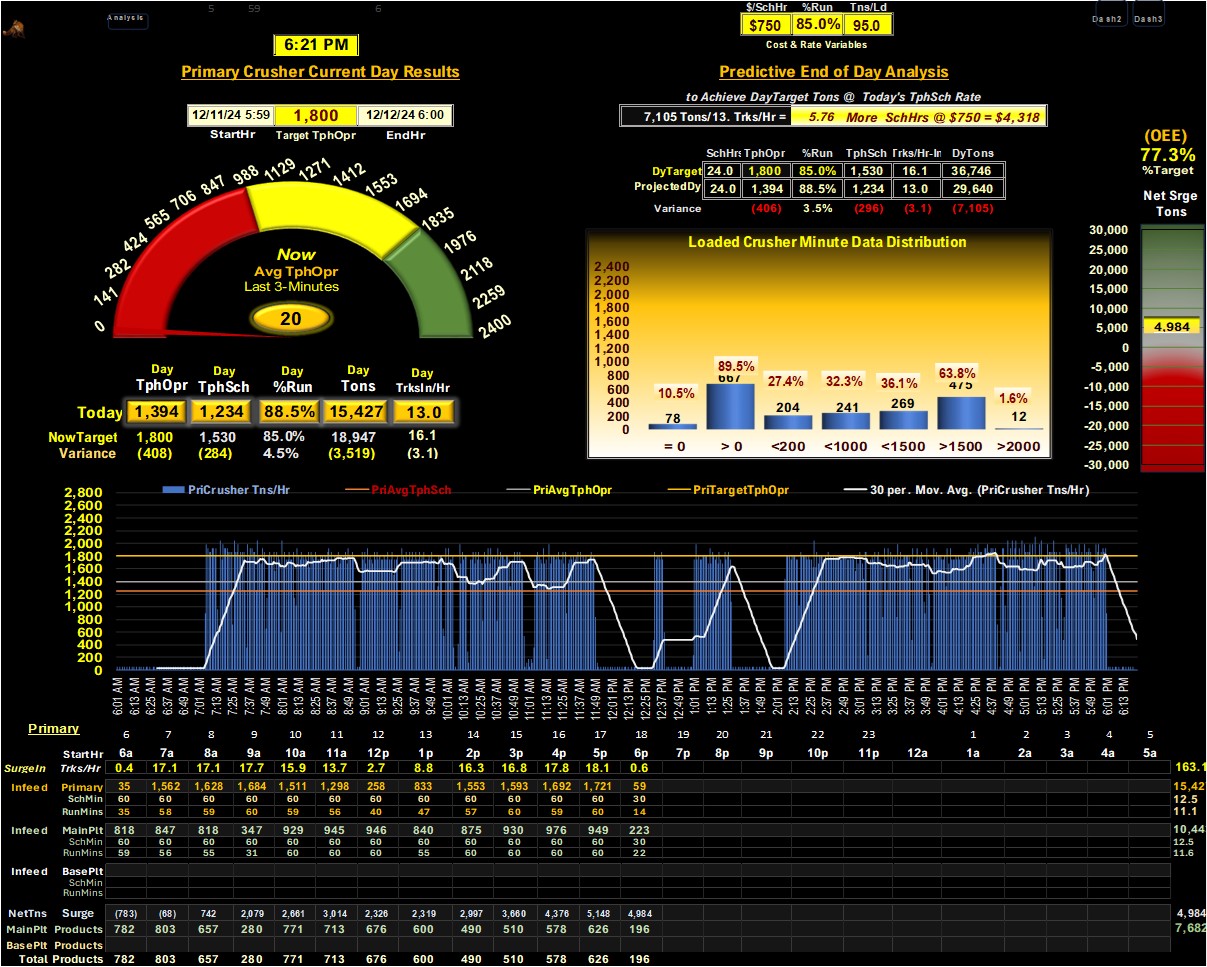 5 59 6
Analysis
Dash2 Dash3
$/SchHr %Run Tns/Ld
$750 85.0% 95.0
Cost & Rate Variables
6:21 PM
Primary Crusher Current Day Results
Predictive End of Day Analysis
to Achieve DayTarget Tons @ Today's TphSch Rate
7,105 Tons/13. Trks/Hr = 5.76 More SchHrs @ $750 = $4,318
12/11/24 5:59 1,800 12/12/24 6:00
StartHr Target TphOpr EndHr
(OEE)
77.3%
%Target
Net Srge
Tons
SchHrs TphOpr %Run TphSch Trks/Hr-In DyTons
DyTarget 24.0 1,800 85.0% 1,530 16.1 36,746
ProjectedDy 24.0 1,394 88.5% 1,234 13.0 29,640
Variance (406) 3.5% (296) (3.1) (7,105)
0 141 282 424 565 706 847 988 1129 1271 1412 1553 1694 1835 1976 2118 2259 2400
Now
Avg TphOpr
Last 3-Minutes
20
Loaded Crusher Minute Data Distribution
2,400
2,200
2,000
1,800
1,600
1,400
1,200
1,000
800
600
400
200
0
10.5% 89.5% 27.4% 32.3% 36.1% 63.8% 1.6%
78 667 204 241 269 475 12
= 0 > 0 <200 <1000 <1500 >1500 >2000
30,000
25,000
20,000
15,000
10,000
5,000
0
-5,000
-10,000
-15,000
-20,000
-25,000
-30,000
4,984
Day Day Day Day Day
TphOpr TphSch %Run Tons TrksIn/Hr
Today 1,394 1,234 88.5% 15,427 13.0
NowTarget 1,800 1,530 85.0% 18,947 16.1
Variance (408) (284) 4.5% (3,519) (3.1)
PriCrusher Tns/Hr PriAvgTphSch PriAvgTphOpr PriTargetTphOpr 30 per. Mov. Avg. (PriCrusher Tns/Hr)
2,800
2,600
2,400
2,200
2,000
1,800
1,600
1,400
1,200
1,000
800
600
400
200
0
6:01 AM 6:13 AM 6:25 AM 6:37 AM 6:49 AM 7:01 AM 7:13 AM 7:25 AM 7:37 AM 7:49 AM 8:01 AM 8:13 AM 8:25 AM 8:37 AM 8:49 AM 9:01 AM 9:13 AM 9:25 AM 9:37 AM 9:49 AM 10:01 AM 10:13 AM 10:25 AM 10:37 AM 10:49 AM 11:01 AM 11:13 AM 11:25 AM 11:37 AM 11:49 AM 12:01 PM 12:13 PM 12:25 PM 12:37 PM 12:49 PM 1:01 PM 1:13 PM 1:25 PM 1:37 PM 1:49 PM 2:01 PM 2:13 PM 2:25 PM 2:37 PM 2:49 PM 3:01 PM 3:13 PM 3:25 PM 3:37 PM 3:49 PM 4:01 PM 4:13 PM 4:25 PM 4:37 PM 4:49 PM 5:01 PM 5:13 PM 5:25 PM 5:37 PM 5:49 PM 6:01 PM 6:13 PM
Primary
6 7 8 9 10 11 12 13 14 15 16 17 18 19 20 21 22 23 1 2 3 4 5
StartHr 6a 7a 8a 9a 10a 11a 12p 1p 2p 3p 4p 5p 6p 7p 8p 9p 10p 11p 12a 1a 2a 3a 4a 5a
SurgeIn Trks/Hr 0.4 17.1 17.1 17.7 15.9 13.7 2.7 8.8 16.3 16.8 17.8 18.1 0.6 163.1
Infeed Primary 35 1,562 1,628 1,684 1,511 1,298 258 833 1,553 1,593 1,692 1,721 59 15,42
SchMin 60 60 60 60 60 60 60 60 60 60 60 60 30 12.5
RunMins 35 58 59 60 59 56 40 47 57 60 59 60 14 11.1
Infeed MainPlt 818 847 818 347 929 945 946 840 875 930 976 949 223 10,44
SchMin 60 60 60 60 60 60 60 60 60 60 60 60 30 12.5
RunMins 59 56 55 31 60 60 60 55 60 60 60 60 22 11.6
Infeed BasePlt
SchMin
RunMins
NetTns Surge (783) (68) 742 2,079 2,661 3,014 2,326 2,319 2,997 3,660 4,376 5,148 4,984 4,984
MainPlt Products 782 803 657 280 771 713 676 600 490 510 578 626 196 7,682
BasePlt Products
Total Products 782 803 657 280 771 713 676 600 490 510 578 626 196